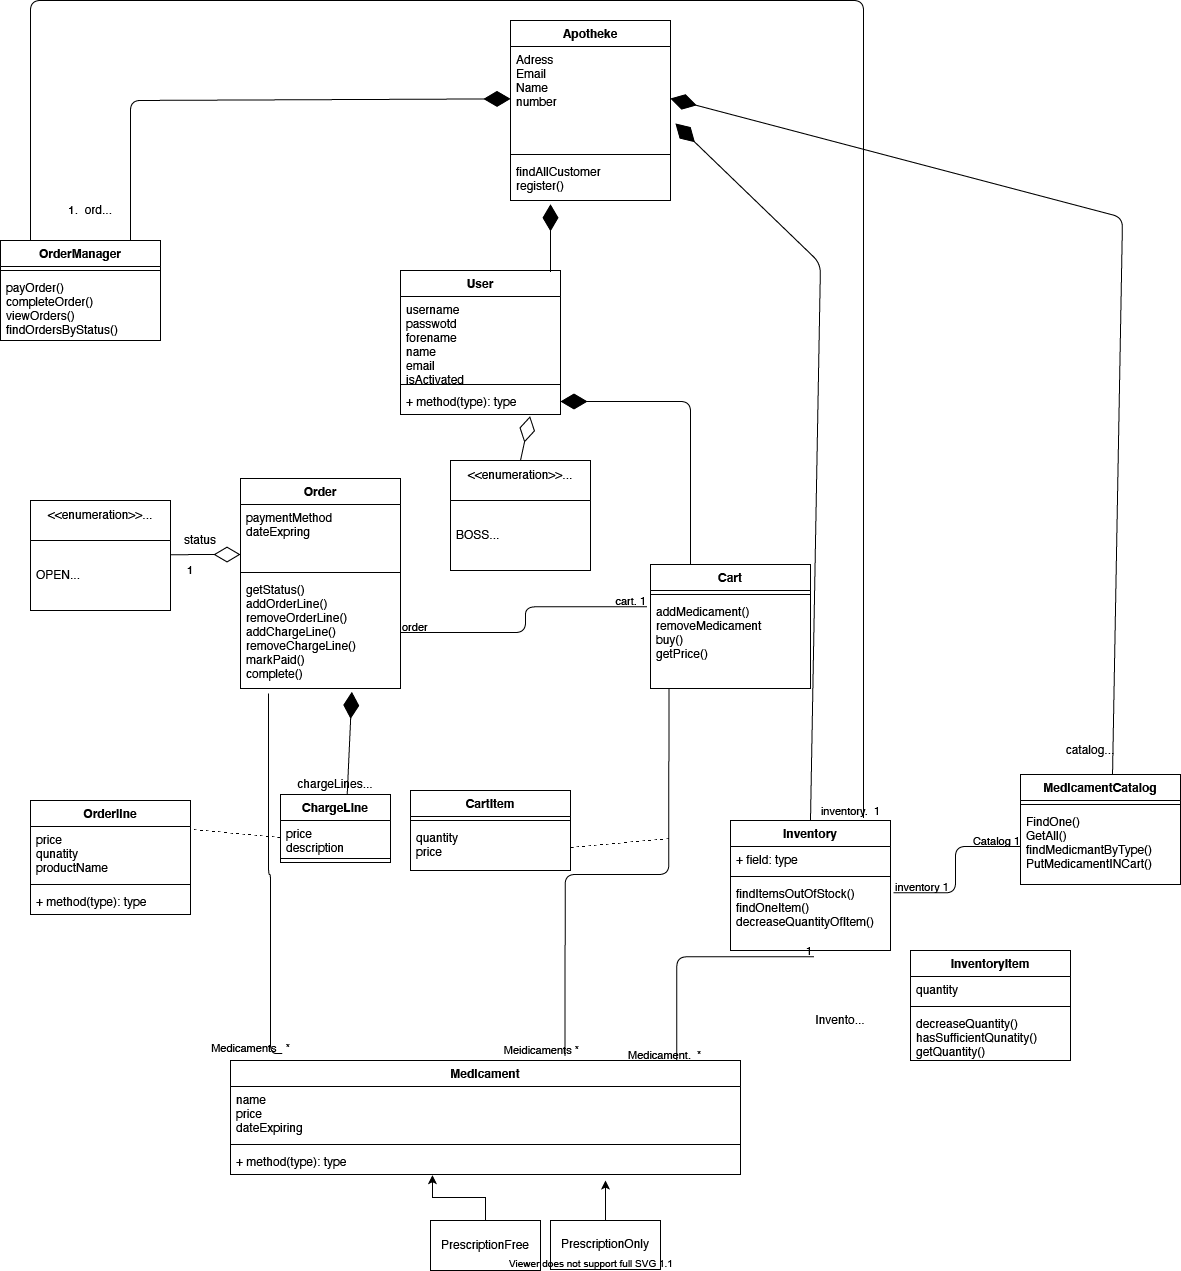 Apotheke
Adress
Email
Name
number
findAllCustomer
register()
1. ord...
OrderManager
payOrder()
completeOrder()
viewOrders()
findOrdersByStatus()
User
username
passwotd
forename
name
email
isActivated
+ method(type): type
<<enumeration>>...
BOSS...
Order
paymentMethod
dateExpring
getStatus()
addOrderLine()
removeOrderLine()
addChargeLine()
removeChargeLine()
markPaid()
complete()
<<enumeration>>...
OPEN...
status
1
order
cart. 1
Cart
addMedicament()
removeMedicament
buy()
getPrice()
catalog...
MedicamentCatalog
FindOne()
GetAll()
findMedicmantByType()
PutMedicamentINCart()
chargeLines...
ChargeLine
price
description
CartItem
quantity
price
Orderline
price
qunatity
productName
+ method(type): type
inventory. 1
Inventory
+ field: type
findItemsOutOfStock()
findOneItem()
decreaseQuantityOfItem()
Catalog 1
inventory 1
1
InventoryItem
quantity
decreaseQuantity()
hasSufficientQunatity()
getQuantity()
Invento...
Medicaments_ *
Meidicaments *
Medicament. *
Medicament
name
price
dateExpiring
+ method(type): type
PrescriptionFree
PrescriptionOnly
Viewer does not support full SVG 1.1